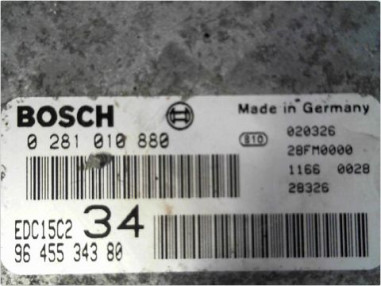 BOSCH
Made in Germany
0 281 010 880
810
020326
28FM0000
1166 0028
28326
EDC15C2 34
96 455 343 80